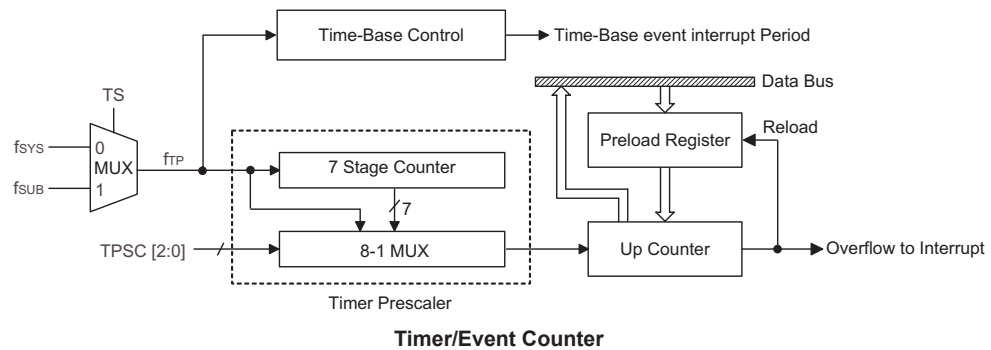 Time-Base Control
Time-Base event interrupt Period
Data Bus
TS
fSYS
0
MUX
fTP
fSUB
1
7 Stage Counter
Preload Register
Reload
7
TPSC [2:0]
8-1 MUX
Up Counter
Overflow to Interrupt
Timer Prescaler
Timer/Event Counter